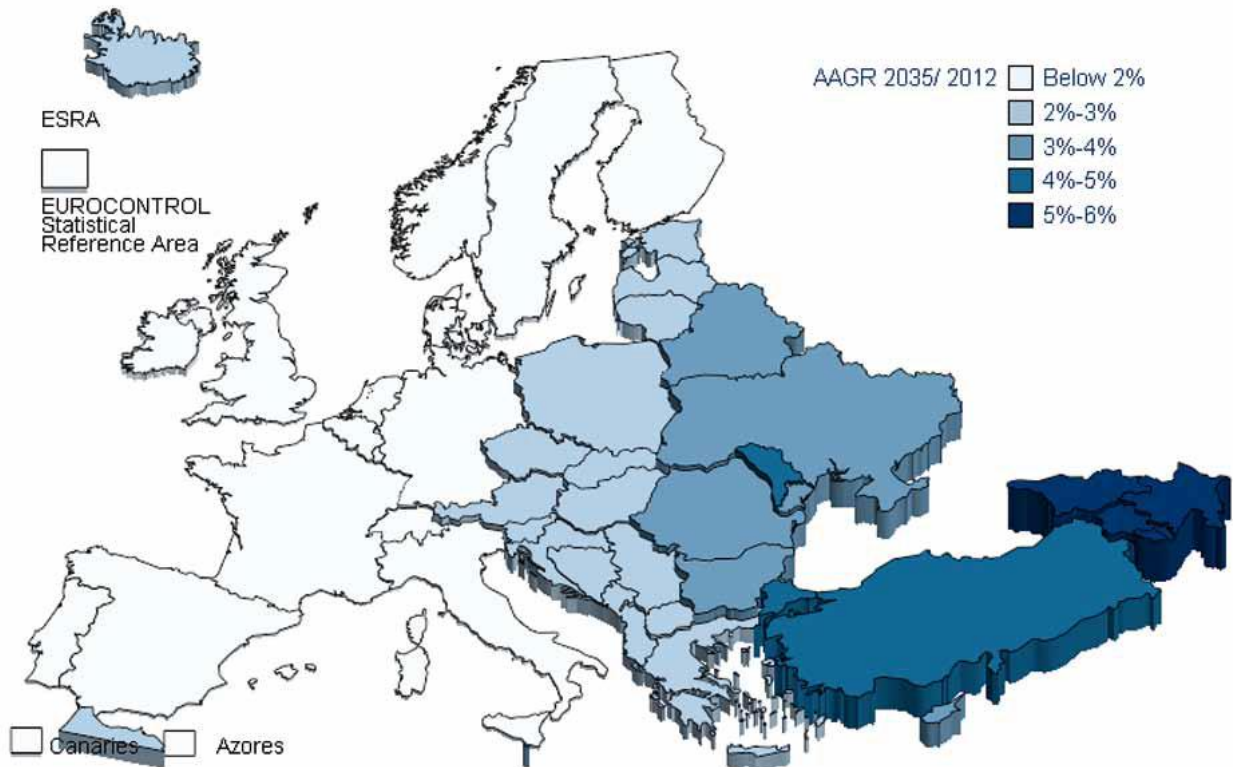 ESRA
EUROCONTROL
Statistical
Reference Area
AAGR 2035/ 2012
Below 2%
2%-3%
3%-4%
4%-5%
5%-6%
Canaries
Azores